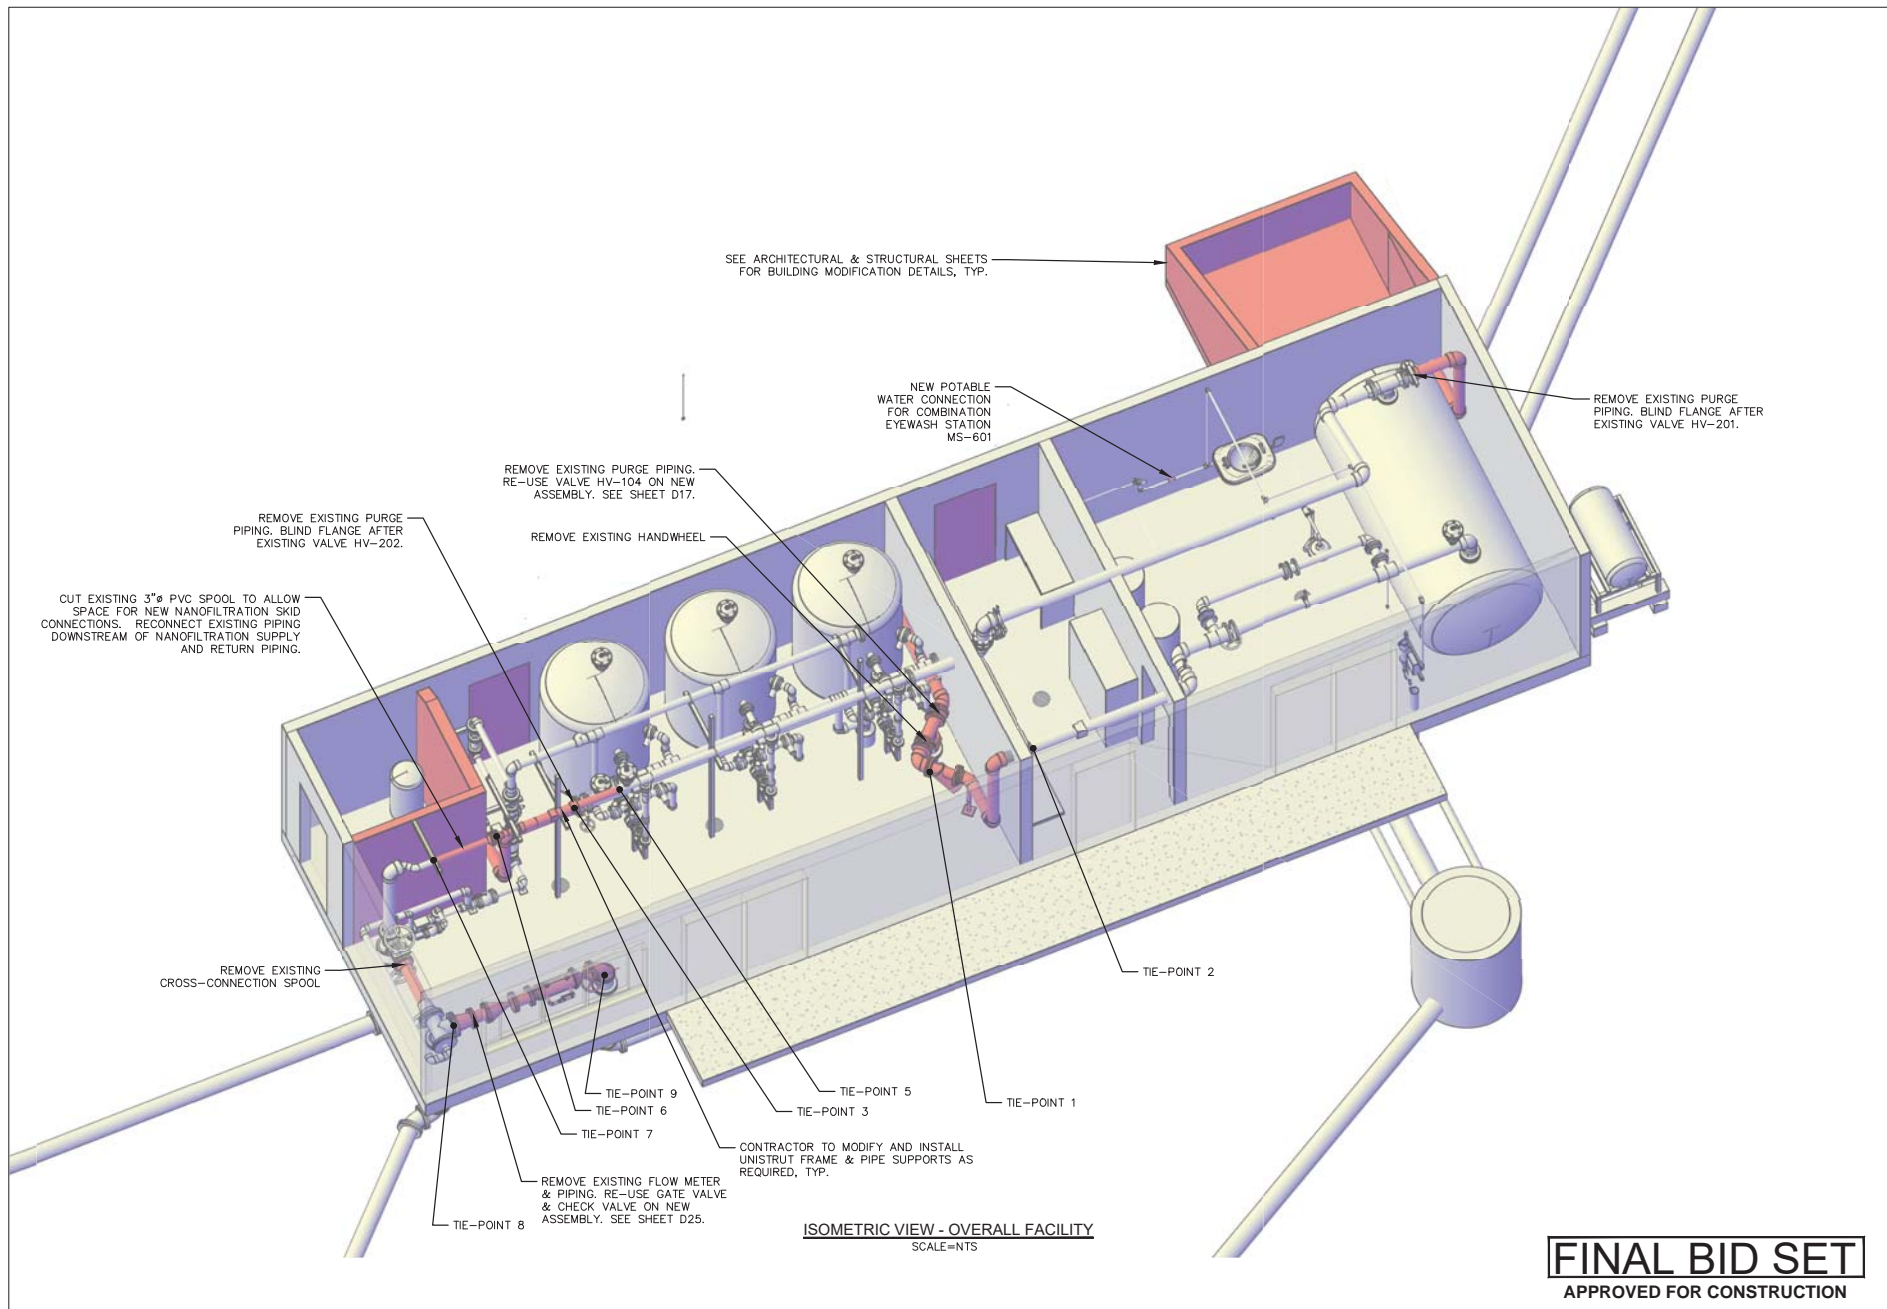 SEE ARCHITECTURAL & STRUCTURAL SHEETS
FOR BUILDING MODIFICATION DETAILS, TYP.
NEW POTABLE
WATER CONNECTION
FOR COMBINATION
EYEWASH STATION
MS-601
REMOVE EXISTING PURGE
PIPING. BLIND FLANGE AFTER
EXISTING VALVE HV-201.
REMOVE EXISTING PURGE PIPING.
RE-USE VALVE HV-104 ON NEW
ASSEMBLY. SEE SHEET D17.
REMOVE EXISTING PURGE
PIPING. BLIND FLANGE AFTER
EXISTING VALVE HV-202.
REMOVE EXISTING HANDWHEEL
CUT EXISTING 3"ø PVC SPOOL TO ALLOW
SPACE FOR NEW NANOFILTRATION SKID
CONNECTIONS. RECONNECT EXISTING PIPING
DOWNSTREAM OF NANOFILTRATION SUPPLY
AND RETURN PIPING.
REMOVE EXISTING
CROSS-CONNECTION SPOOL
TIE-POINT 2
TIE-POINT 9
TIE-POINT 5
TIE-POINT 6
TIE-POINT 3
TIE-POINT 1
TIE-POINT 7
CONTRACTOR TO MODIFY AND INSTALL
UNISTRUT FRAME & PIPE SUPPORTS AS
REQUIRED, TYP.
REMOVE EXISTING FLOW METER
& PIPING. RE-USE GATE VALVE
& CHECK VALVE ON NEW
ASSEMBLY. SEE SHEET D25.
TIE-POINT 8
ISOMETRIC VIEW - OVERALL FACILITY
SCALE=NTS
FINAL BID SET
APPROVED FOR CONSTRUCTION